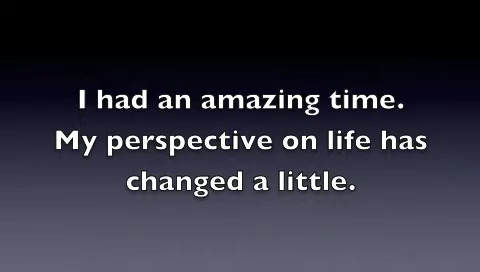 I had an amazing time.
My perspective on life has
changed a little.